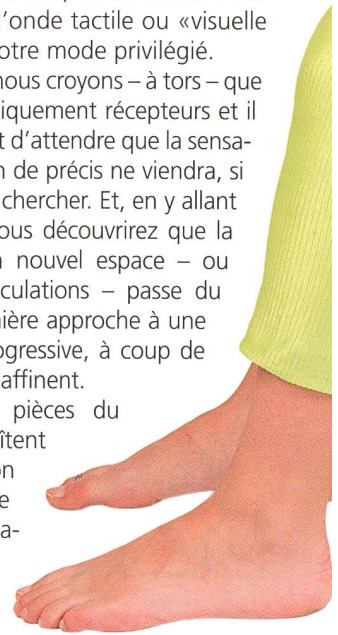 l'onde tactile ou «visuelle
otre mode privilégié.
nous croyons – à tors – que
iquement récepteurs et il
t d'attendre que la sensa-
n de précis ne viendra, si
chercher. Et, en y allant
ous découvrirez que la
nouvel espace – ou
culations – passe du
ière approche à une
ogressive, à coup de
affinent.
pièces du
îtent
on
e
a-